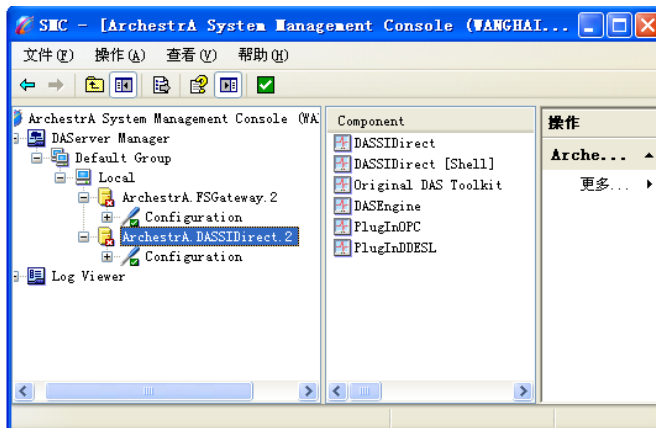 SMC - [ArchestrA System Management Console (WANGHAI...
文件(F) 操作(A) 查看(V) 帮助(H)
ArchestrA System Management Console (WA
DAServer Manager
Default Group
Local
ArchestrA.FSGateway.2
Configuration
ArchestrA.DASSIDirect.2
Configuration
Log Viewer
Component
DASSIDirect
DASSIDirect [Shell]
Original DAS Toolkit
DASEngine
PlugInOPC
PlugInDDESL
操作
Arche...
更多...